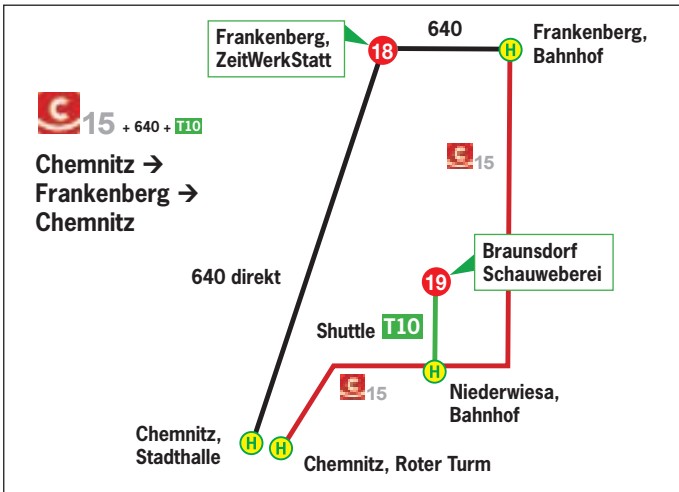 Frankenberg,
ZeitWerkStatt
18
640
H
Frankenberg,
Bahnhof
C 15 + 640 + T10
Chemnitz →
Frankenberg →
Chemnitz
C 15
Braunsdorf
Schauweberei
19
640 direkt
Shuttle T10
H
C 15
Niederwiesa,
Bahnhof
Chemnitz,
Stadthalle
H
H
Chemnitz, Roter Turm